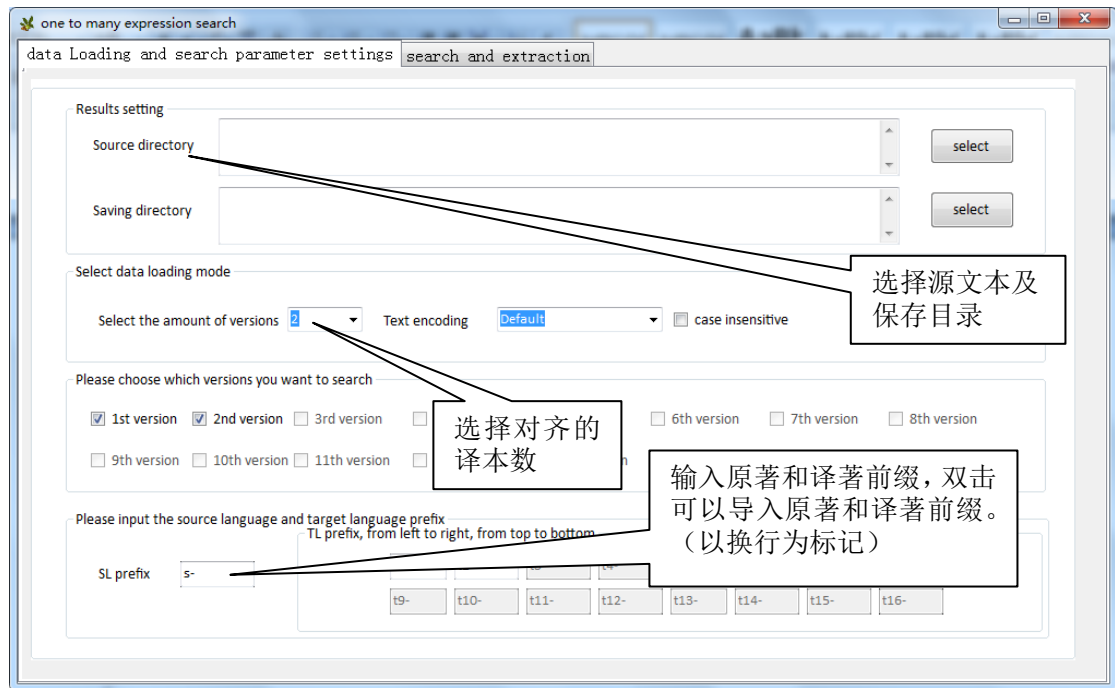 one to many expression search
data Loading and search parameter settings search and extraction
Results setting
Source directory
select
Saving directory
select
选择源文本及
保存目录
Select data loading mode
Select the amount of versions 2 Text encoding Default case insensitive
Please choose which versions you want to search
1st version 2nd version 3rd version 6th version 7th version 8th version
选择对齐的
译本数
9th version 10th version 11th version
输入原著和译著前缀，双击
可以导入原著和译著前缀。
（以换行为标记）
Please input the source language and target language prefix
TL prefix, from left to right, from top to bottom
SL prefix s-
t9- t10- t11- t12- t13- t14- t15- t16-